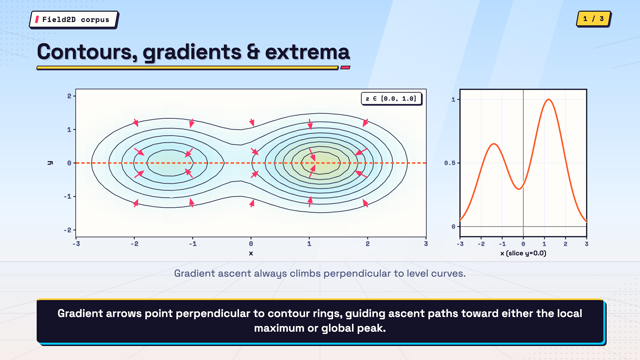 Field2D corpus
1 / 3
Contours, gradients & extrema
z ∈ [0.0, 1.0]
2
1
0
-1
-2
y
-3 -2 -1 0 1 2 3
x
1
0.5
0
-3 -2 -1 0 1 2 3
x (slice y=0.0)
Gradient ascent always climbs perpendicular to level curves.
Gradient arrows point perpendicular to contour rings, guiding ascent paths toward either the local
maximum or global peak.